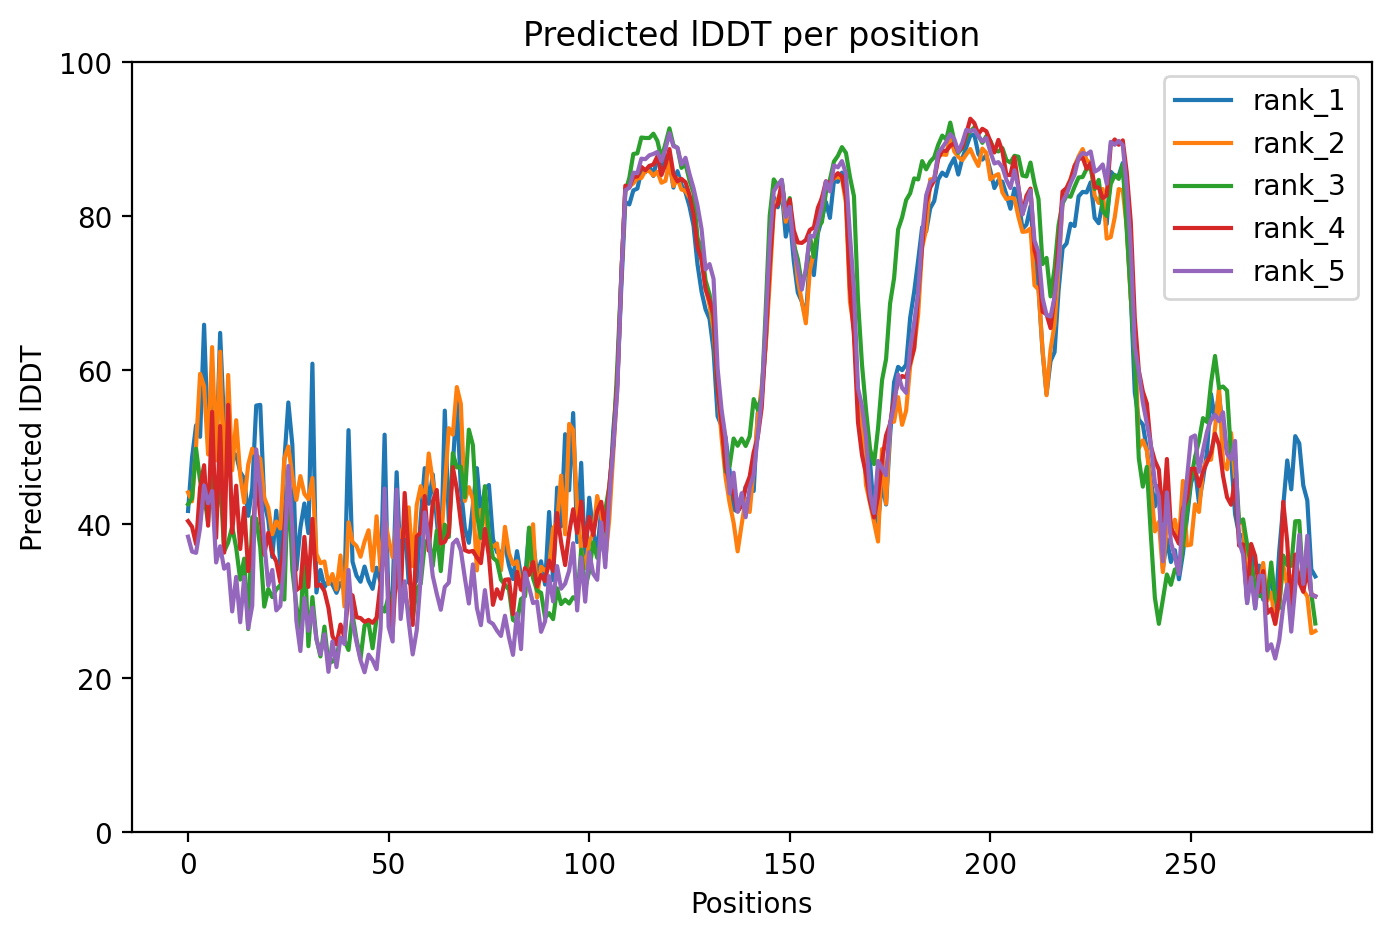 Predicted lDDT per position
100
80
60
40
20
0
Predicted lDDT
0 50 100 150 200 250
Positions
rank_1
rank_2
rank_3
rank_4
rank_5